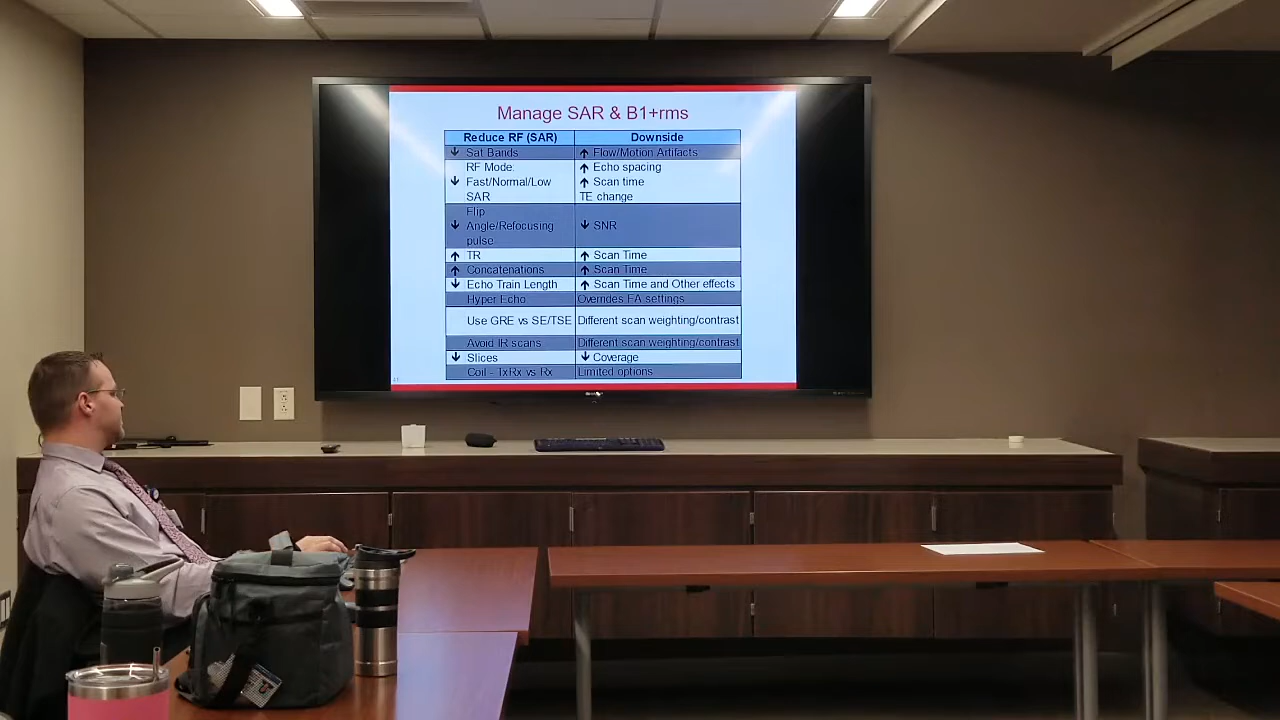 Manage SAR & B1+rms
Reduce RF (SAR) Downside
↓ Sat Bands ↑ Flow/Motion Artifacts
RF Mode: ↑ Echo spacing
↓ Fast/Normal/Low ↑ Scan time
SAR TE change
Flip
↓ Angle/Refocusing ↓ SNR
pulse
↑ TR ↑ Scan Time
↑ Concatenations ↑ Scan Time
↓ Echo Train Length ↑ Scan Time and Other effects
Hyper Echo Overrides FA settings
Use GRE vs SE/TSE Different scan weighting/contrast
Avoid IR scans Different scan weighting/contrast
↓ Slices ↓ Coverage
Coil - TxRx vs Rx Limited options